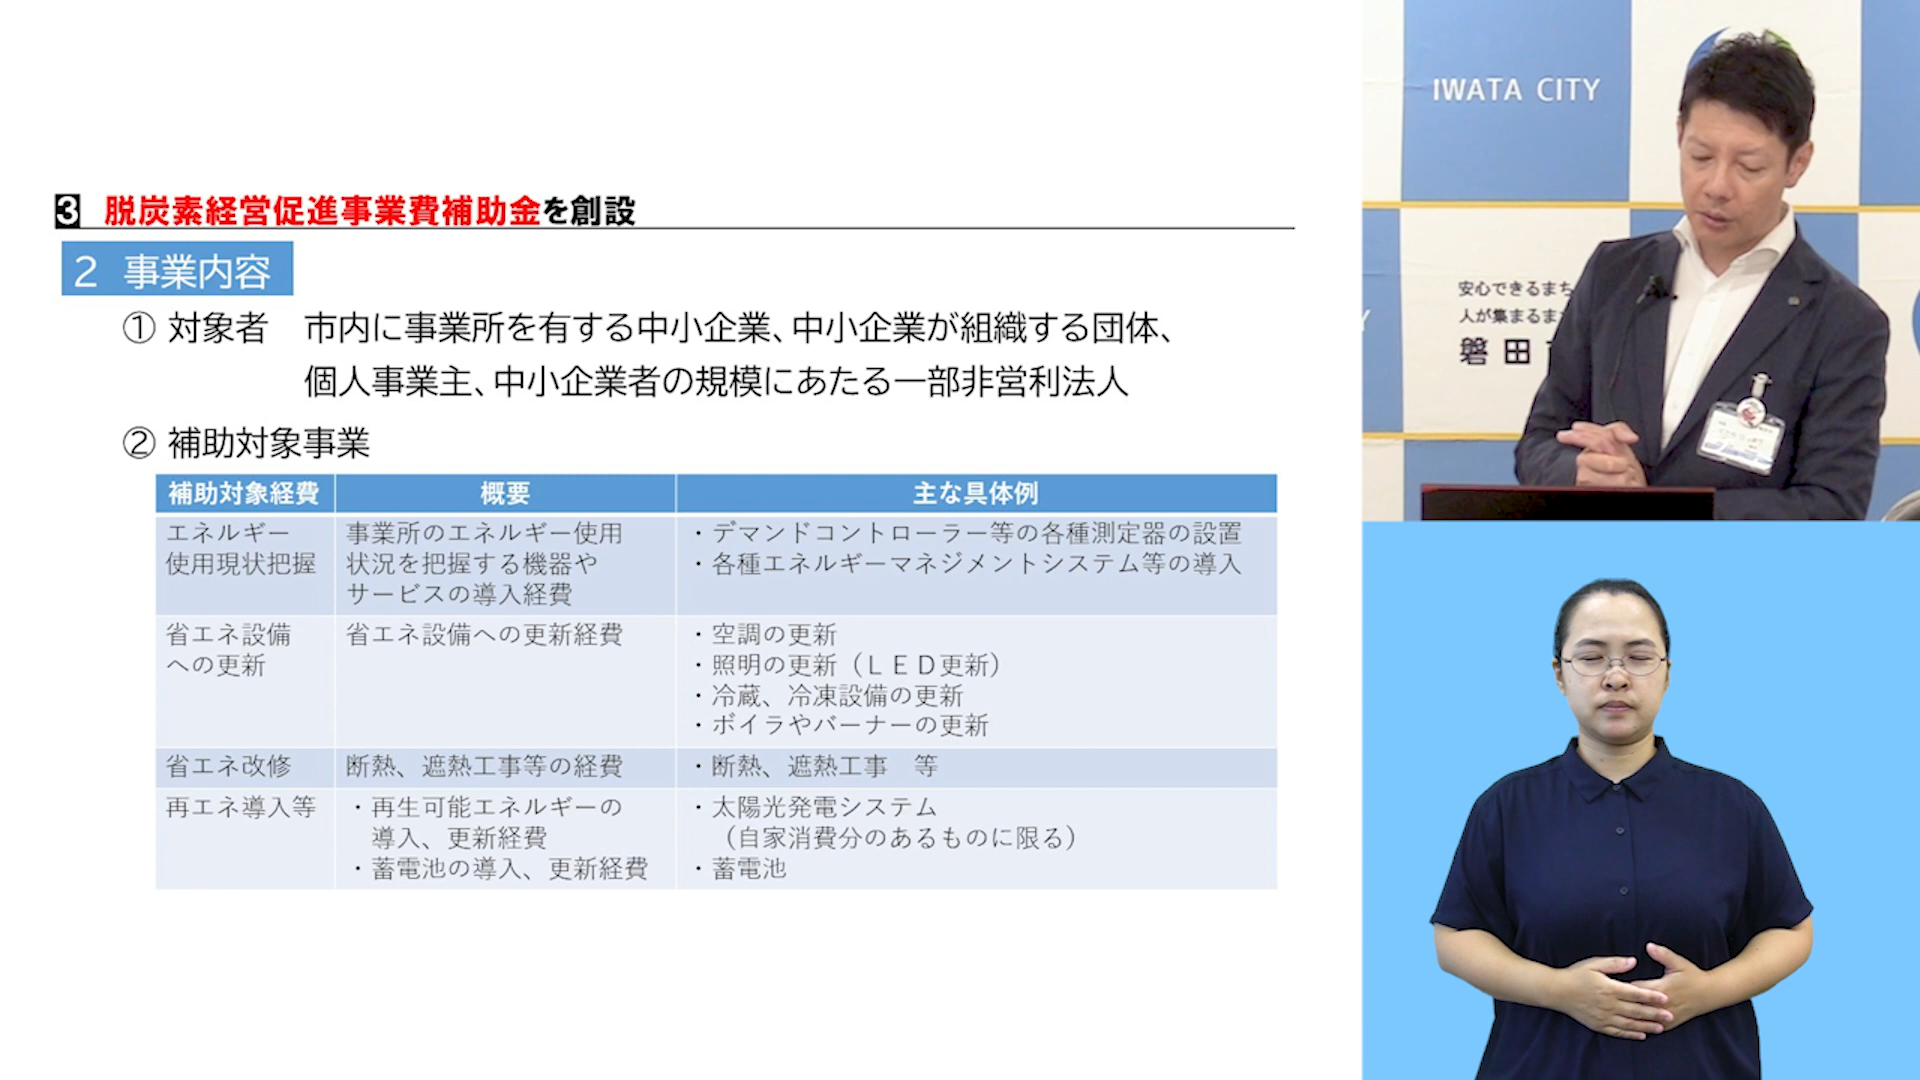 3 脱炭素経営促進事業費補助金を創設
2 事業内容
① 対象者 市内に事業所を有する中小企業、中小企業が組織する団体、
個人事業主、中小企業者の規模にあたる一部非営利法人
② 補助対象事業
補助対象経費 概要 主な具体例
エネルギー
使用現状把握
事業所のエネルギー使用
状況を把握する機器や
サービスの導入経費
・デマンドコントローラー等の各種測定器の設置
・各種エネルギーマネジメントシステム等の導入
省エネ設備
への更新
省エネ設備への更新経費
・空調の更新
・照明の更新（ＬＥＤ更新）
・冷蔵、冷凍設備の更新
・ボイラやバーナーの更新
省エネ改修
断熱、遮熱工事等の経費
・断熱、遮熱工事 等
再エネ導入等
・再生可能エネルギーの
導入、更新経費
・蓄電池の導入、更新経費
・太陽光発電システム
（自家消費分のあるものに限る）
・蓄電池
IWATA CITY
安心できるまち
人が集まるま
磐田